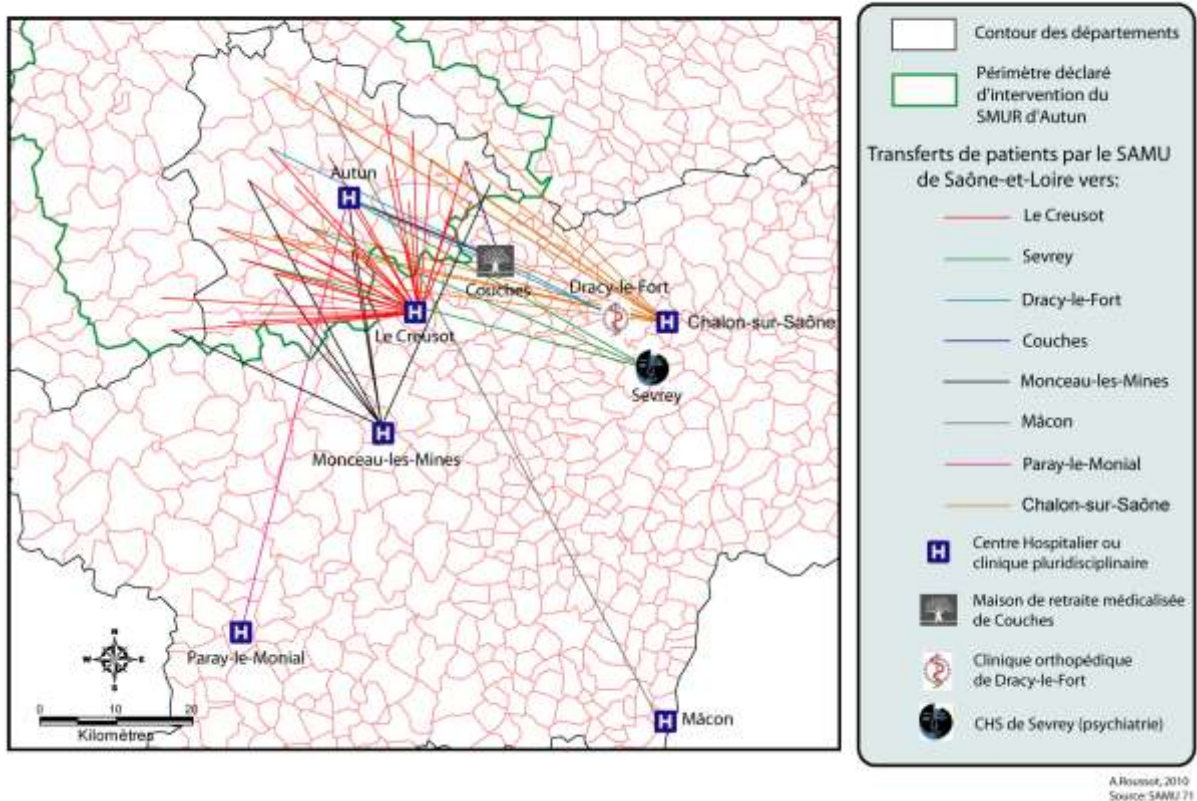 Autun
Couches
Dracy-le-Fort
Le Creusot
Chalon-sur-Saône
Sevrey
Monceau-les-Mines
Paray-le-Monial
Mâcon
N
W
E
S
0 10 20
Kilomètres
Contour des départements
Périmètre déclaré
d'intervention du
SMUR d'Autun
Transferts de patients par le SAMU
de Saône-et-Loire vers:
Le Creusot
Sevrey
Dracy-le-Fort
Couches
Monceau-les-Mines
Mâcon
Paray-le-Monial
Chalon-sur-Saône
H
Centre Hospitalier ou
clinique pluridisciplinaire
Maison de retraite médicalisée
de Couches
Clinique orthopédique
de Dracy-le-Fort
CHS de Sevrey (psychiatrie)
A.Roussot, 2010
Source: SAMU 71